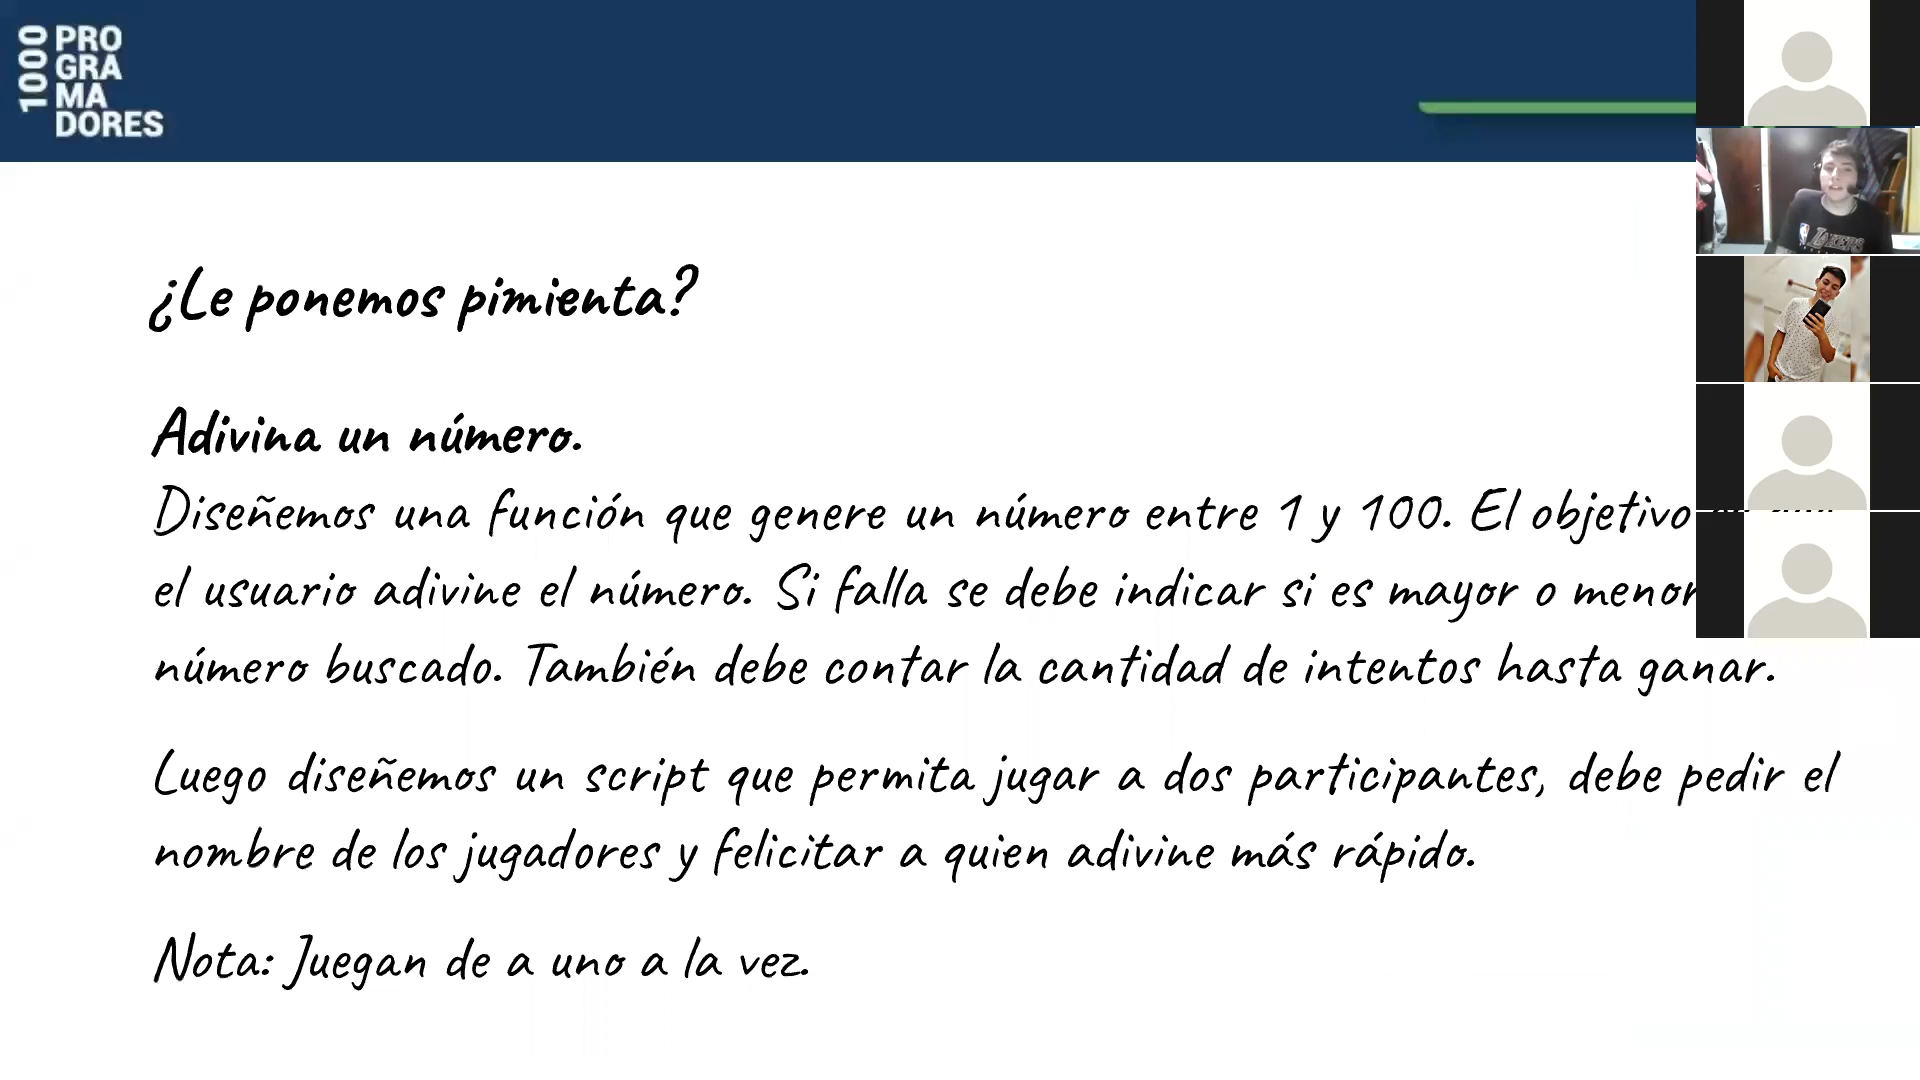 1000
PRO
GRA
MA
DORES
¿Le ponemos pimienta?
Adivina un número.
Diseñemos una función que genere un número entre 1 y 100. El objetivo
el usuario adivine el número. Si falla se debe indicar si es mayor o menor
número buscado. También debe contar la cantidad de intentos hasta ganar.
Luego diseñemos un script que permita jugar a dos participantes, debe pedir el
nombre de los jugadores y felicitar a quien adivine más rápido.
Nota: Juegan de a uno a la vez.
LAKERS